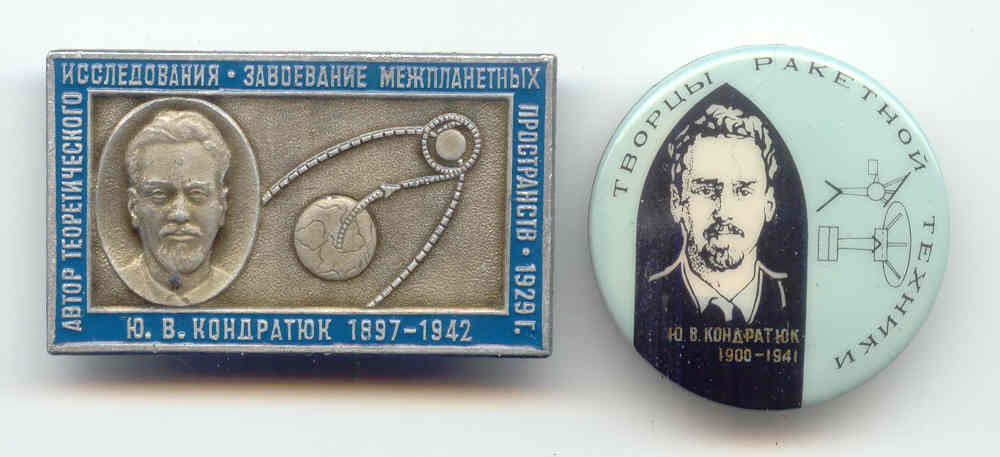 АВТОР ТЕОРЕТИЧЕСКОГО
ИССЛЕДОВАНИЯ · ЗАВОЕВАНИЕ МЕЖПЛАНЕТНЫХ
ПРОСТРАНСТВ · 1929 Г.
Ю. В. КОНДРАТЮК 1897-1942
ТВОРЦЫ РАКЕТНОЙ ТЕХНИКИ
Ю. В. КОНДРАТЮК
1900-1941